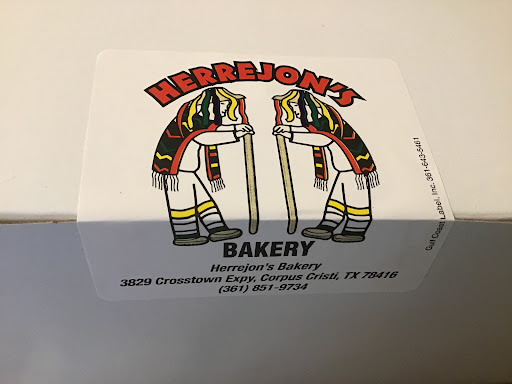 HERREJON'S
BAKERY
Herrejon's Bakery
3829 Crosstown Expy, Corpus Cristi, TX 78416
(361) 851-9734
Gulf Coast Label, Inc. 361-643-5461